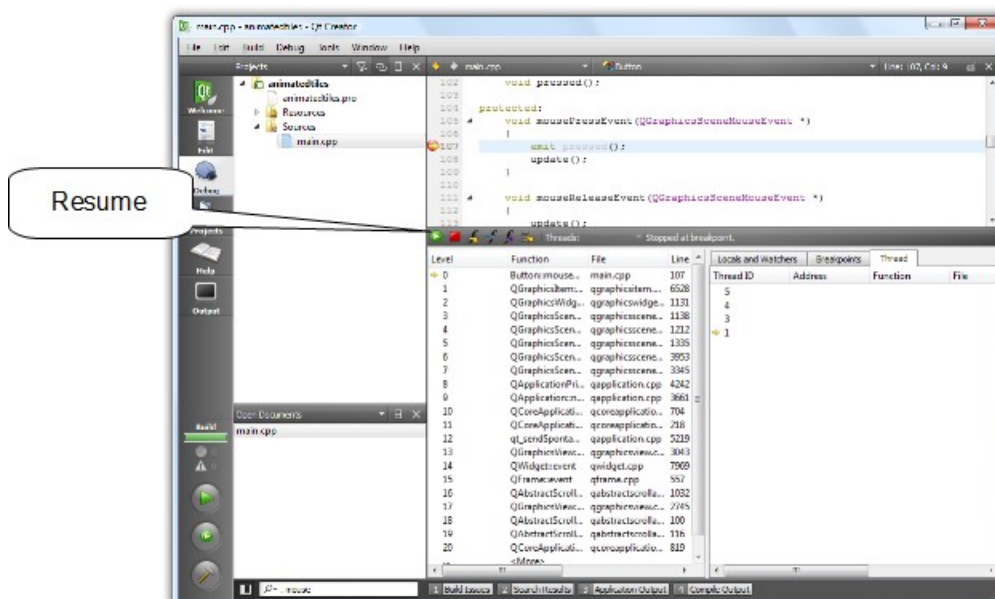 main.cpp - animatedtiles - Qt Creator
File Edit Build Debug Tools Window Help
Projects
main.cpp
Button
Line: 107, Col: 9
Welcome
Edit
Debug
Projects
Help
Output
animatedtiles
animatedtiles.pro
Resources
Sources
main.cpp
102 void pressed();
103
104 protected:
105 void mousePressEvent(QGraphicsSceneMouseEvent *)
106 {
107 emit pressed();
108 update();
109 }
110
111 void mouseReleaseEvent(QGraphicsSceneMouseEvent *)
112 {
113 update();
Resume
Threads:
Stopped at breakpoint.
Level Function File Line
0 Button::mouse... main.cpp 107
1 QGraphicsItem:... qgraphicsitem.... 6528
2 QGraphicsWidg... qgraphicswidge... 1131
3 QGraphicsScen... qgraphicsscene... 1138
4 QGraphicsScen... qgraphicsscene... 1212
5 QGraphicsScen... qgraphicsscene... 1335
6 QGraphicsScen... qgraphicsscene... 3953
7 QGraphicsScen... qgraphicsscene... 3345
8 QApplicationPri... qapplication.cpp 4242
9 QApplication::n... qapplication.cpp 3661
10 QCoreApplicati... qcoreapplicatio... 704
11 QCoreApplicati... qcoreapplicatio... 218
12 qt_sendSponta... qapplication.cpp 5219
13 QGraphicsView:... qgraphicsview.c... 3043
14 QWidget::event qwidget.cpp 7969
15 QFrame::event qframe.cpp 557
16 QAbstractScroll... qabstractscrolla... 1032
17 QGraphicsView:... qgraphicsview.c... 2745
18 QAbstractScroll... qabstractscrolla... 100
19 QAbstractScroll... qabstractscrolla... 116
20 QCoreApplicati... qcoreapplicatio... 819
... <More>
Locals and Watchers Breakpoints Thread
Thread ID Address Function File
5
4
3
1
Open Documents
main.cpp
Build
mouse
1 Build Issues 2 Search Results 3 Application Output 4 Compile Output